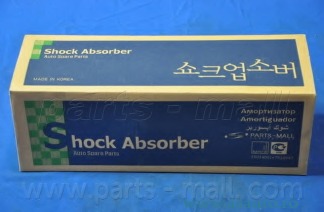 Shock Absorber
Auto Spare Parts
MADE IN KOREA
쇼크업소버
Shock Absorber
Auto Spare Parts
Амортизатор
Amortiguador
PARTS-MALL
www.parts-mall.com